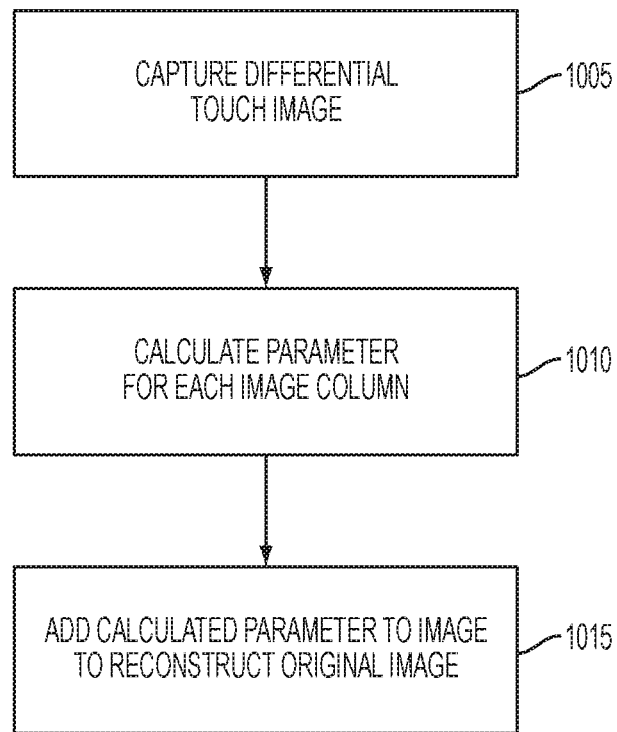 CAPTURE DIFFERENTIAL
TOUCH IMAGE
1005
CALCULATE PARAMETER
FOR EACH IMAGE COLUMN
1010
ADD CALCULATED PARAMETER TO IMAGE
TO RECONSTRUCT ORIGINAL IMAGE
1015